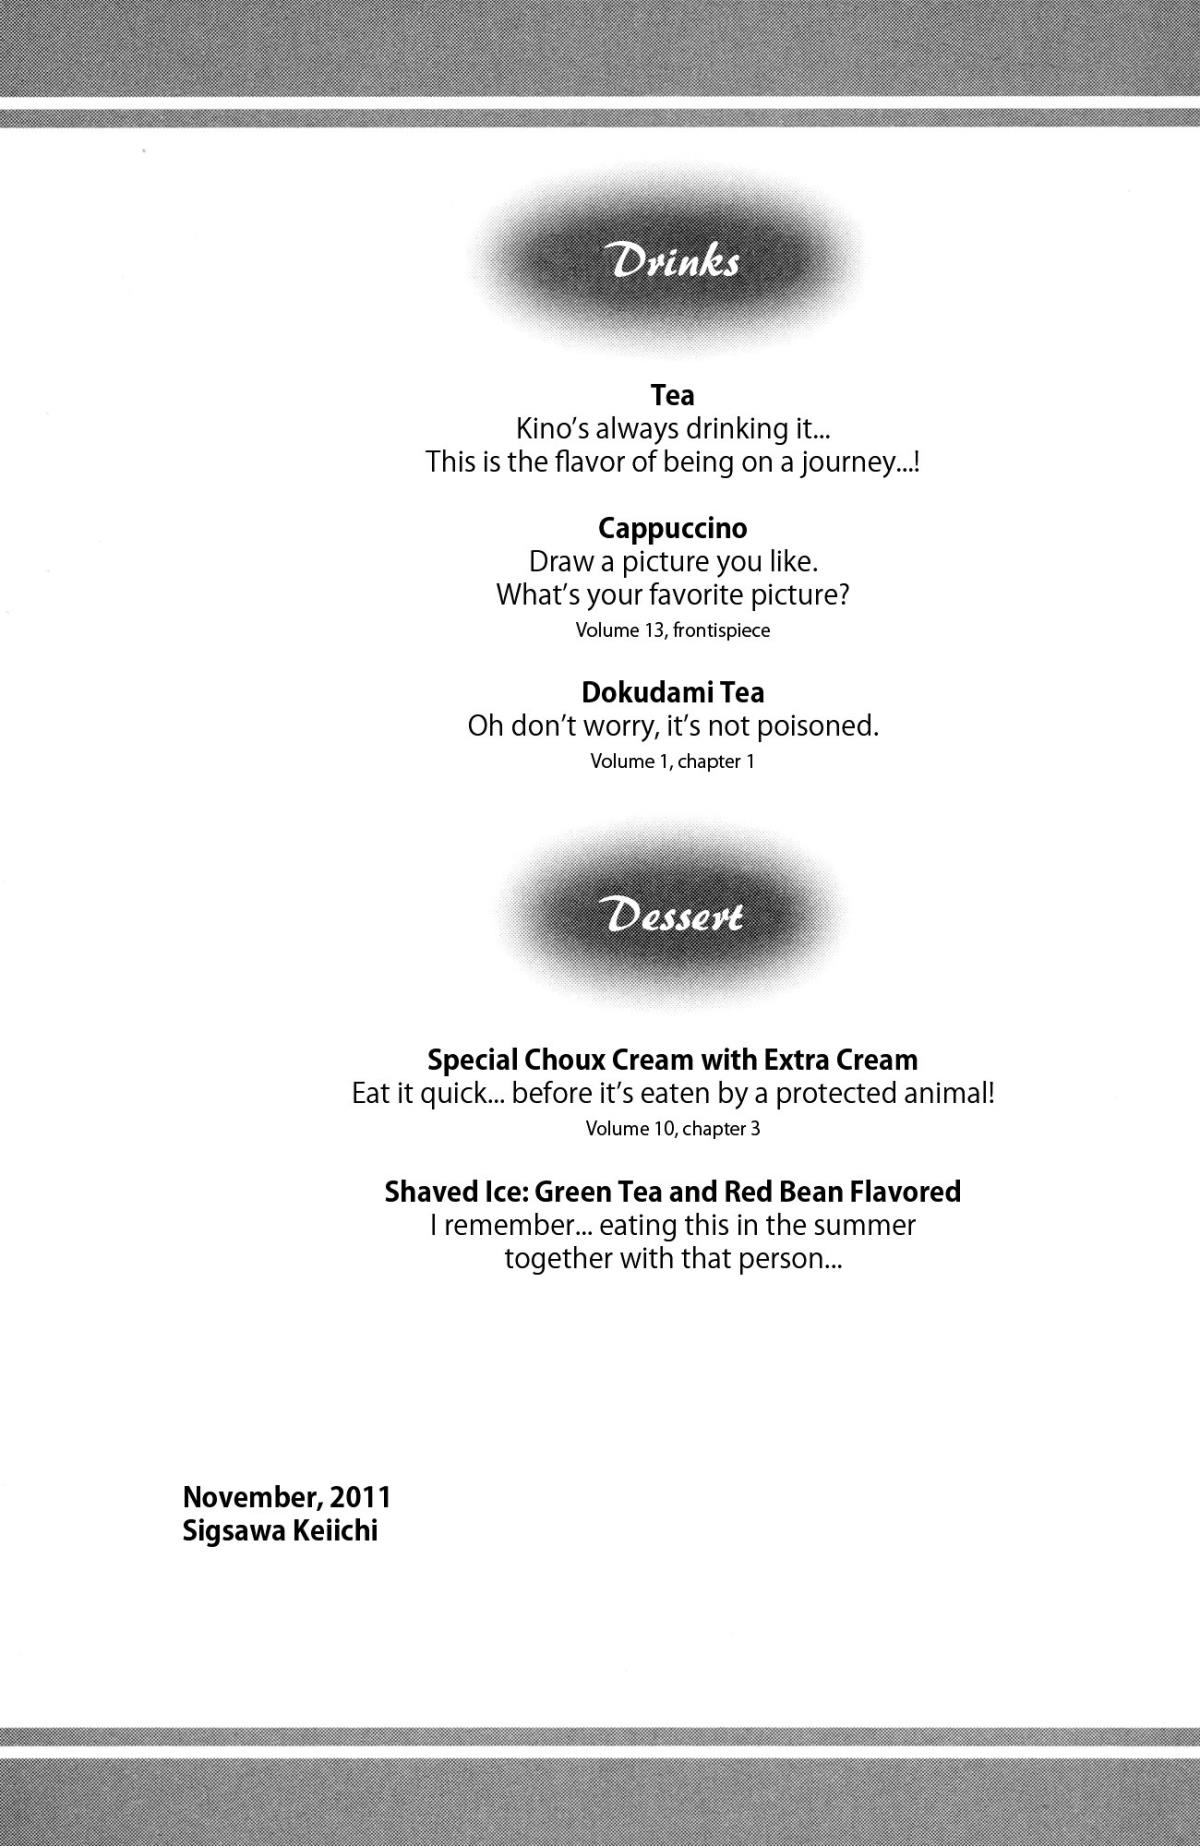 Drinks
Tea
Kino’s always drinking it...
This is the flavor of being on a journey...!
Cappuccino
Draw a picture you like.
What’s your favorite picture?
Volume 13, frontispiece
Dokudami Tea
Oh don’t worry, it’s not poisoned.
Volume 1, chapter 1
Dessert
Special Choux Cream with Extra Cream
Eat it quick... before it’s eaten by a protected animal!
Volume 10, chapter 3
Shaved Ice: Green Tea and Red Bean Flavored
I remember... eating this in the summer
together with that person...
November, 2011
Sigsawa Keiichi